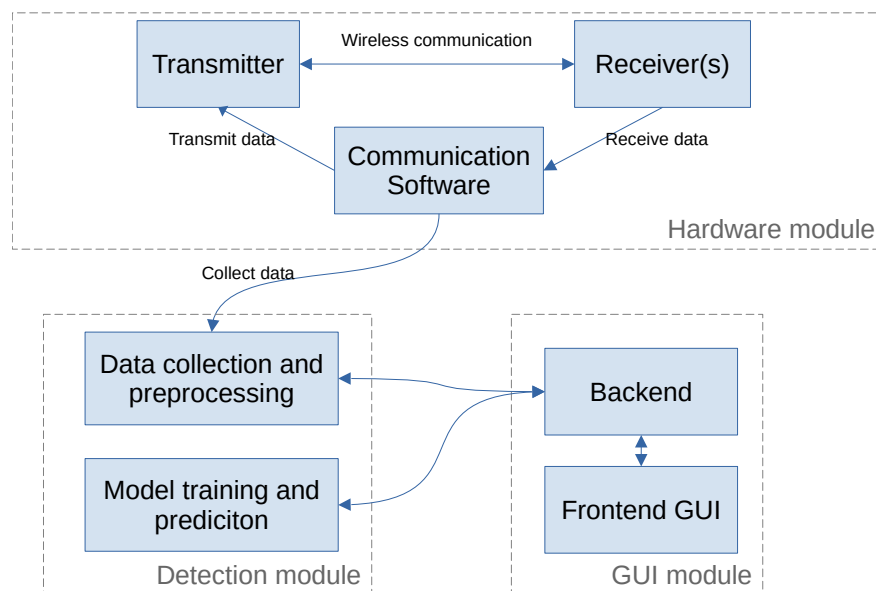 Wireless communication
Transmitter
Receiver(s)
Transmit data
Receive data
Communication
Software
Hardware module
Collect data
Data collection and
preprocessing
Backend
Model training and
prediciton
Frontend GUI
Detection module
GUI module